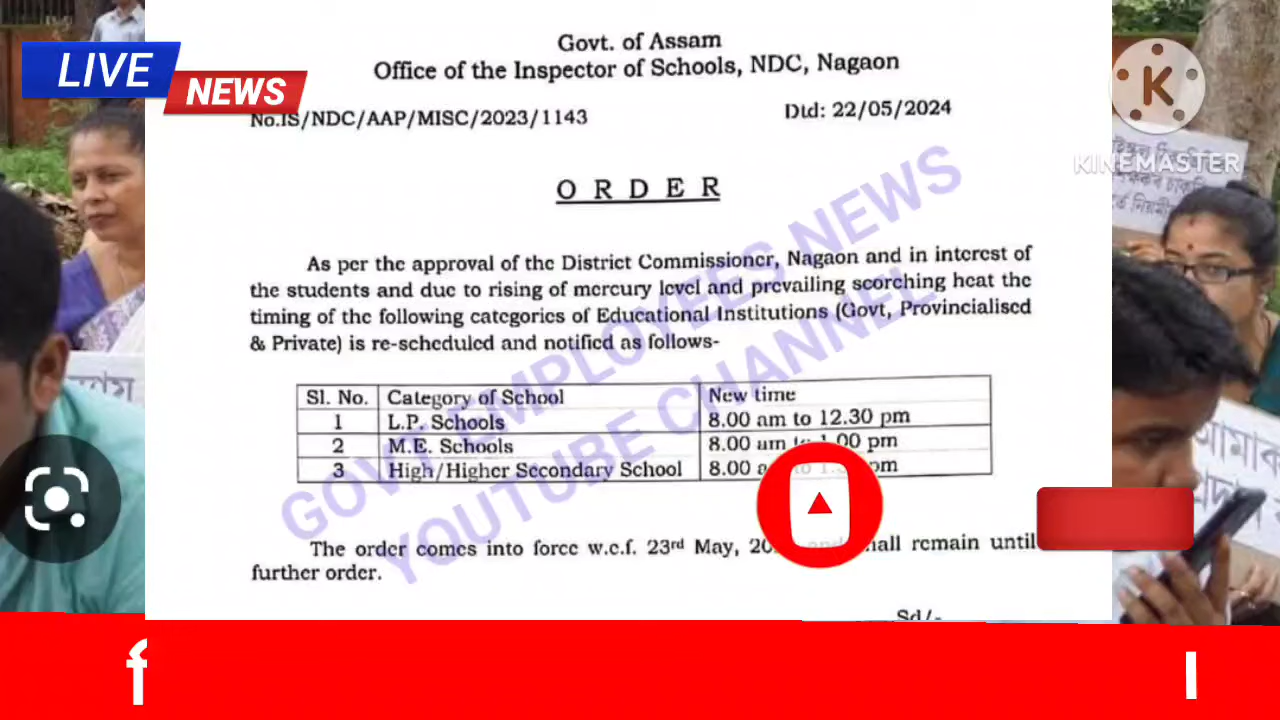 LIVE
NEWS
K
KINEMASTER
Govt. of Assam
Office of the Inspector of Schools, NDC, Nagaon
No.IS/NDC/AAP/MISC/2023/1143
Dtd: 22/05/2024
O R D E R
As per the approval of the District Commissioner, Nagaon and in interest of
the students and due to rising of mercury level and prevailing scorching heat the
timing of the following categories of Educational Institutions (Govt, Provincialised
& Private) is re-scheduled and notified as follows-
Sl. No. Category of School New time
1 L.P. Schools 8.00 am to 12.30 pm
2 M.E. Schools 8.00 am to 1.00 pm
3 High/Higher Secondary School 8.00 pm
The order comes into force w.e.f. 23rd May, shall remain until
further order.
Sd/-
GOVT EMPLOYEES NEWS
YOUTUBE CHANNEL
আমাক